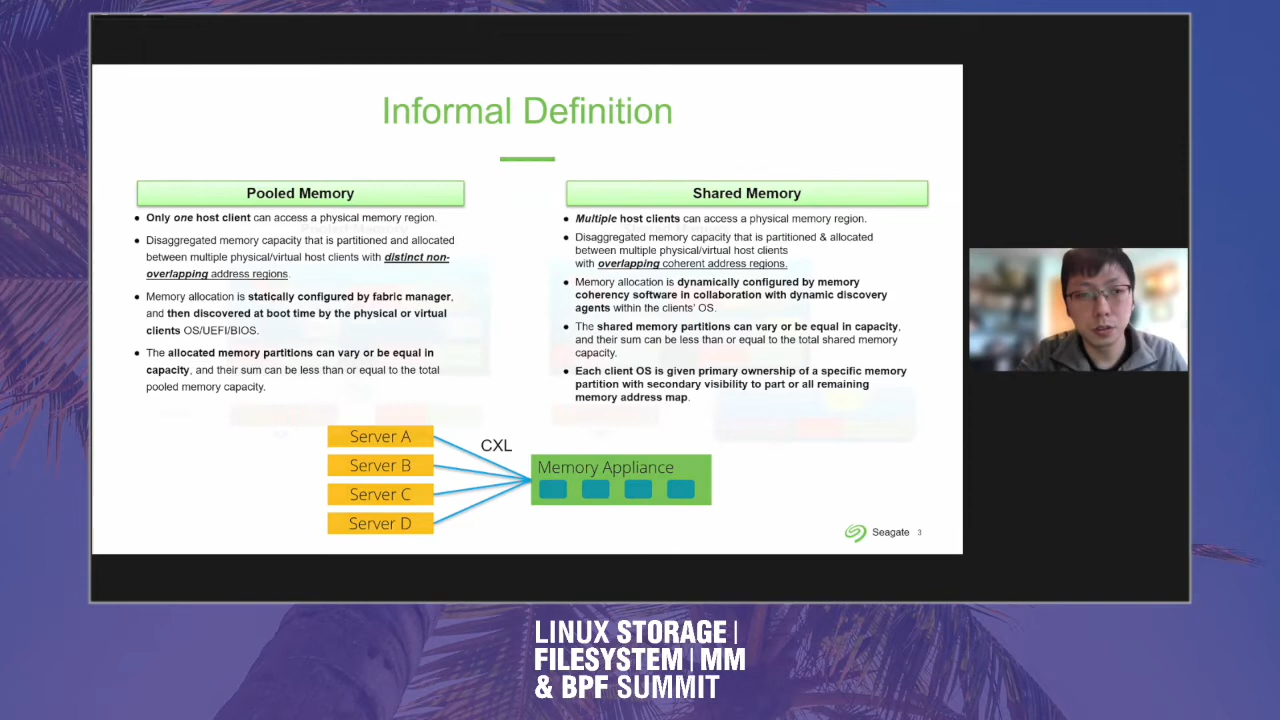 Informal Definition
Pooled Memory
● Only one host client can access a physical memory region.
● Disaggregated memory capacity that is partitioned and allocated
between multiple physical/virtual host clients with distinct non-
overlapping address regions.
● Memory allocation is statically configured by fabric manager,
and then discovered at boot time by the physical or virtual
clients OS/UEFI/BIOS.
● The allocated memory partitions can vary or be equal in
capacity, and their sum can be less than or equal to the total
pooled memory capacity.
Shared Memory
● Multiple host clients can access a physical memory region.
● Disaggregated memory capacity that is partitioned & allocated
between multiple physical/virtual host clients
with overlapping coherent address regions.
● Memory allocation is dynamically configured by memory
coherency software in collaboration with dynamic discovery
agents within the clients' OS.
● The shared memory partitions can vary or be equal in capacity,
and their sum can be less than or equal to the total shared memory
capacity.
● Each client OS is given primary ownership of a specific memory
partition with secondary visibility to part or all remaining
memory address map.
Server A
Server B
Server C
Server D
CXL
Memory Appliance
Seagate 3
LINUX STORAGE |
FILESYSTEM | MM
& BPF SUMMIT